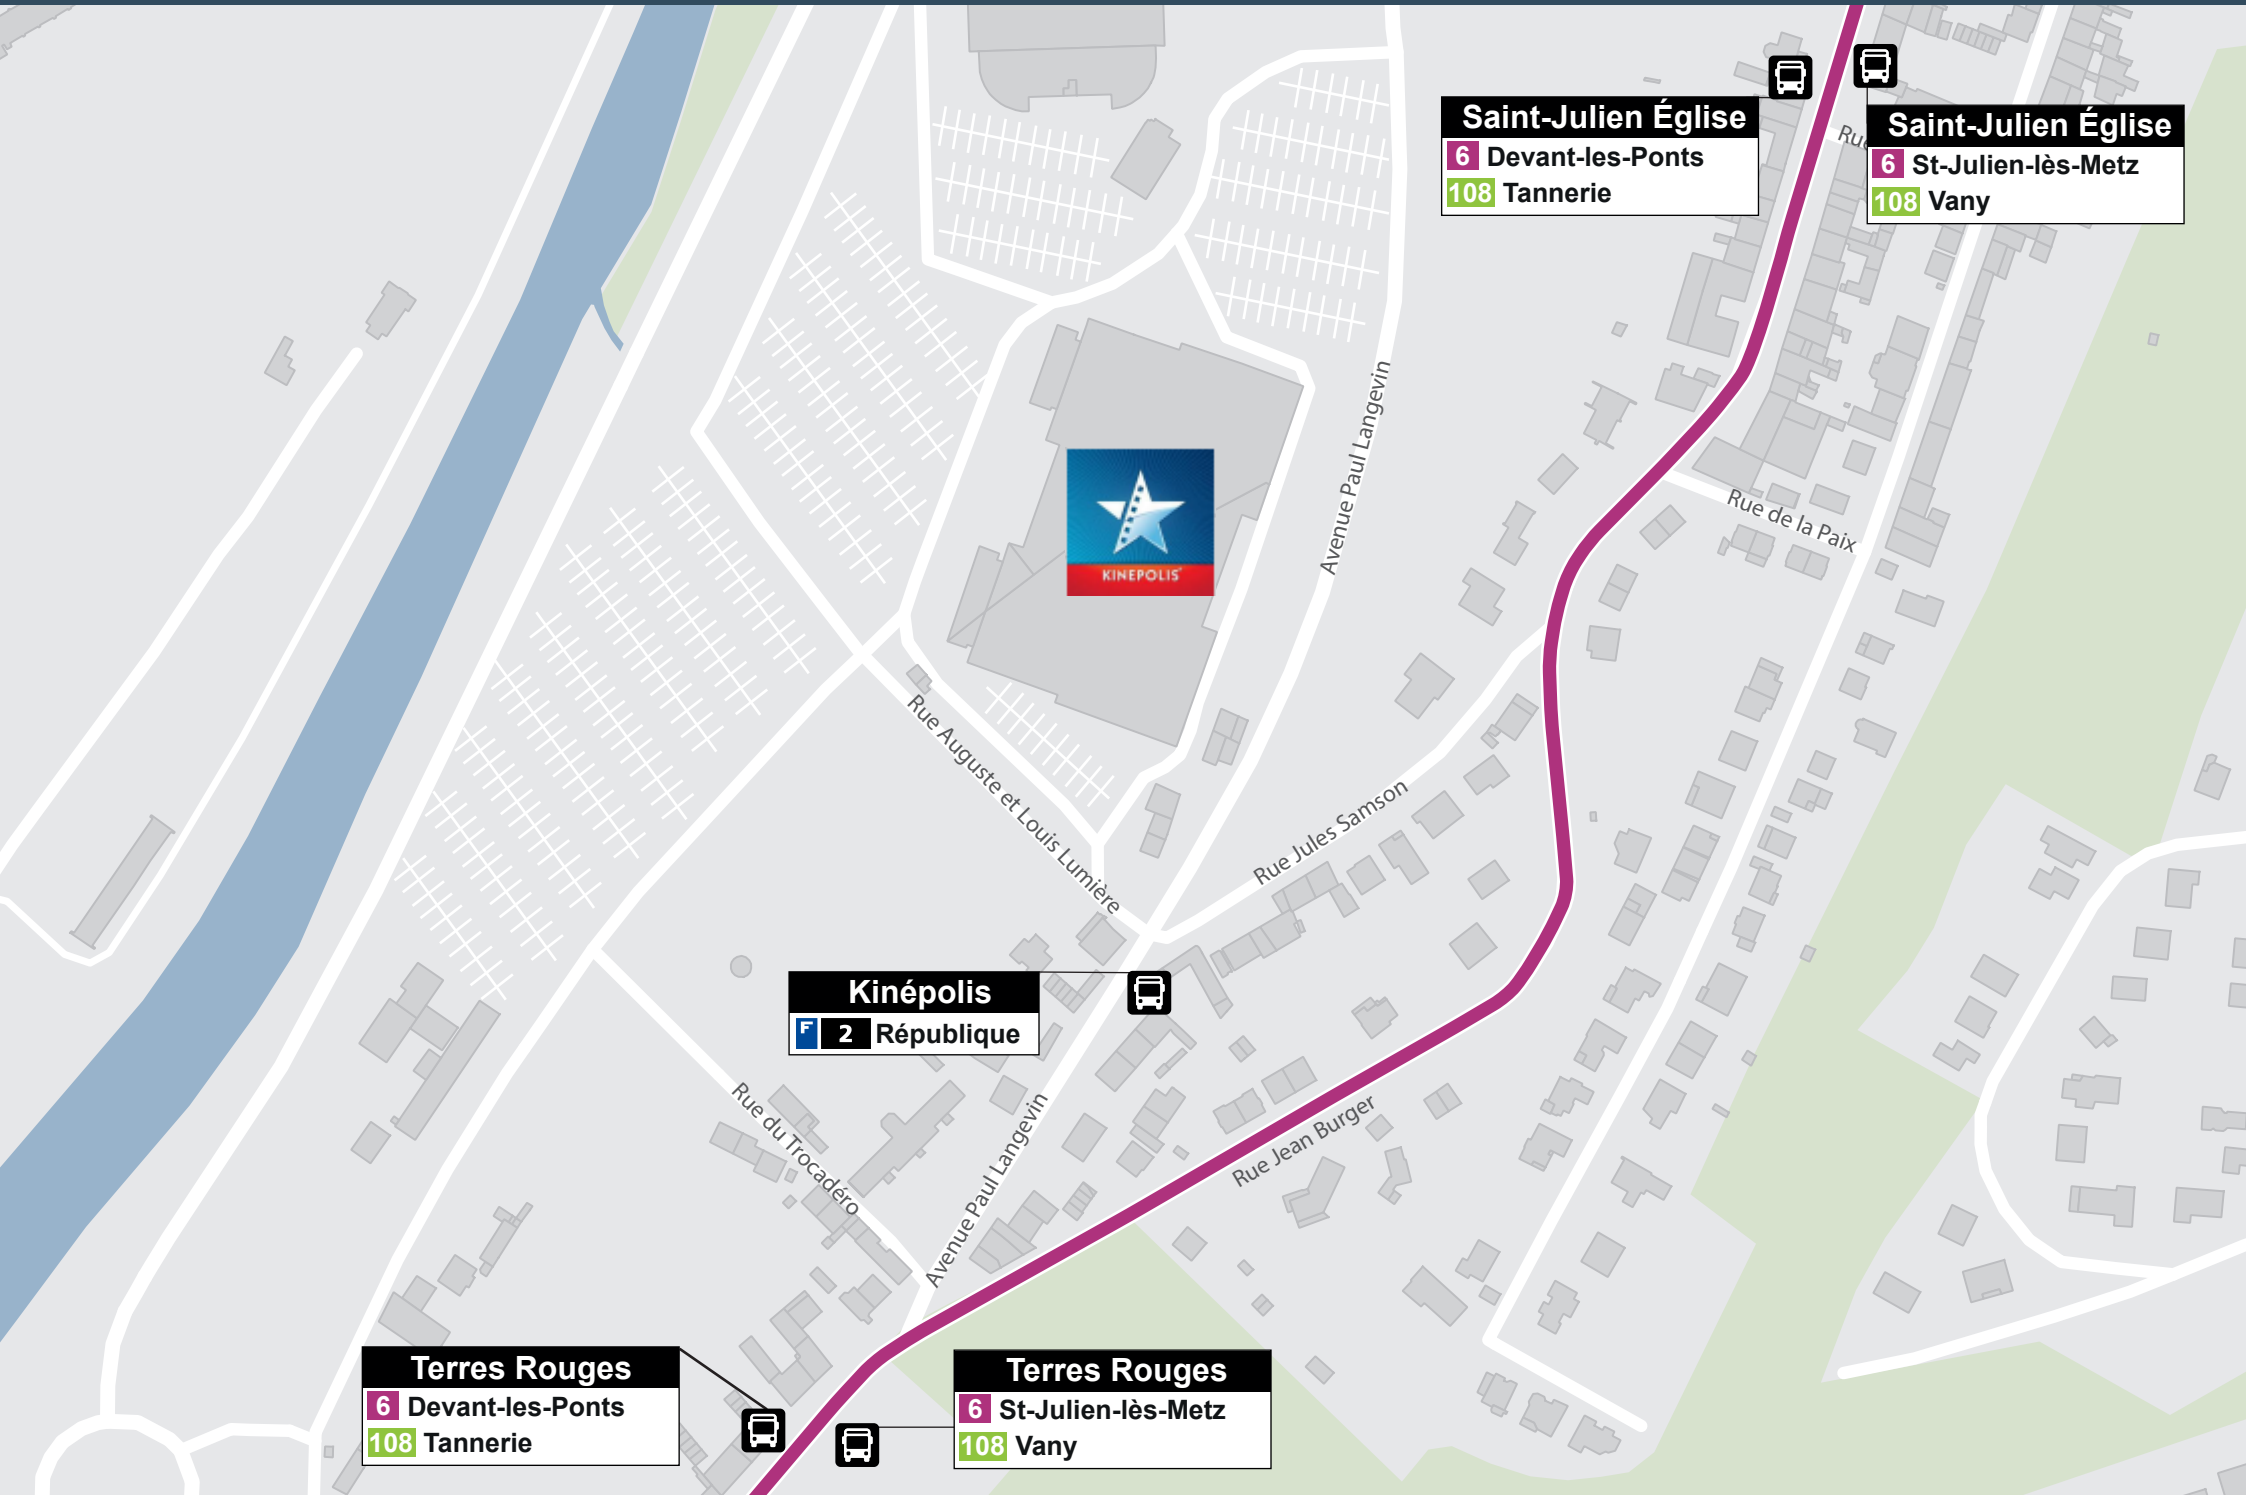 Saint-Julien Église
6 Devant-les-Ponts
108 Tannerie
Saint-Julien Église
6 St-Julien-lès-Metz
108 Vany
Rue
Avenue Paul Langevin
Rue de la Paix
KINEPOLIS
Rue Auguste et Louis Lumière
Rue Jules Samson
Kinépolis
F 2 République
Rue du Trocadéro
Avenue Paul Langevin
Rue Jean Burger
Terres Rouges
6 Devant-les-Ponts
108 Tannerie
Terres Rouges
6 St-Julien-lès-Metz
108 Vany